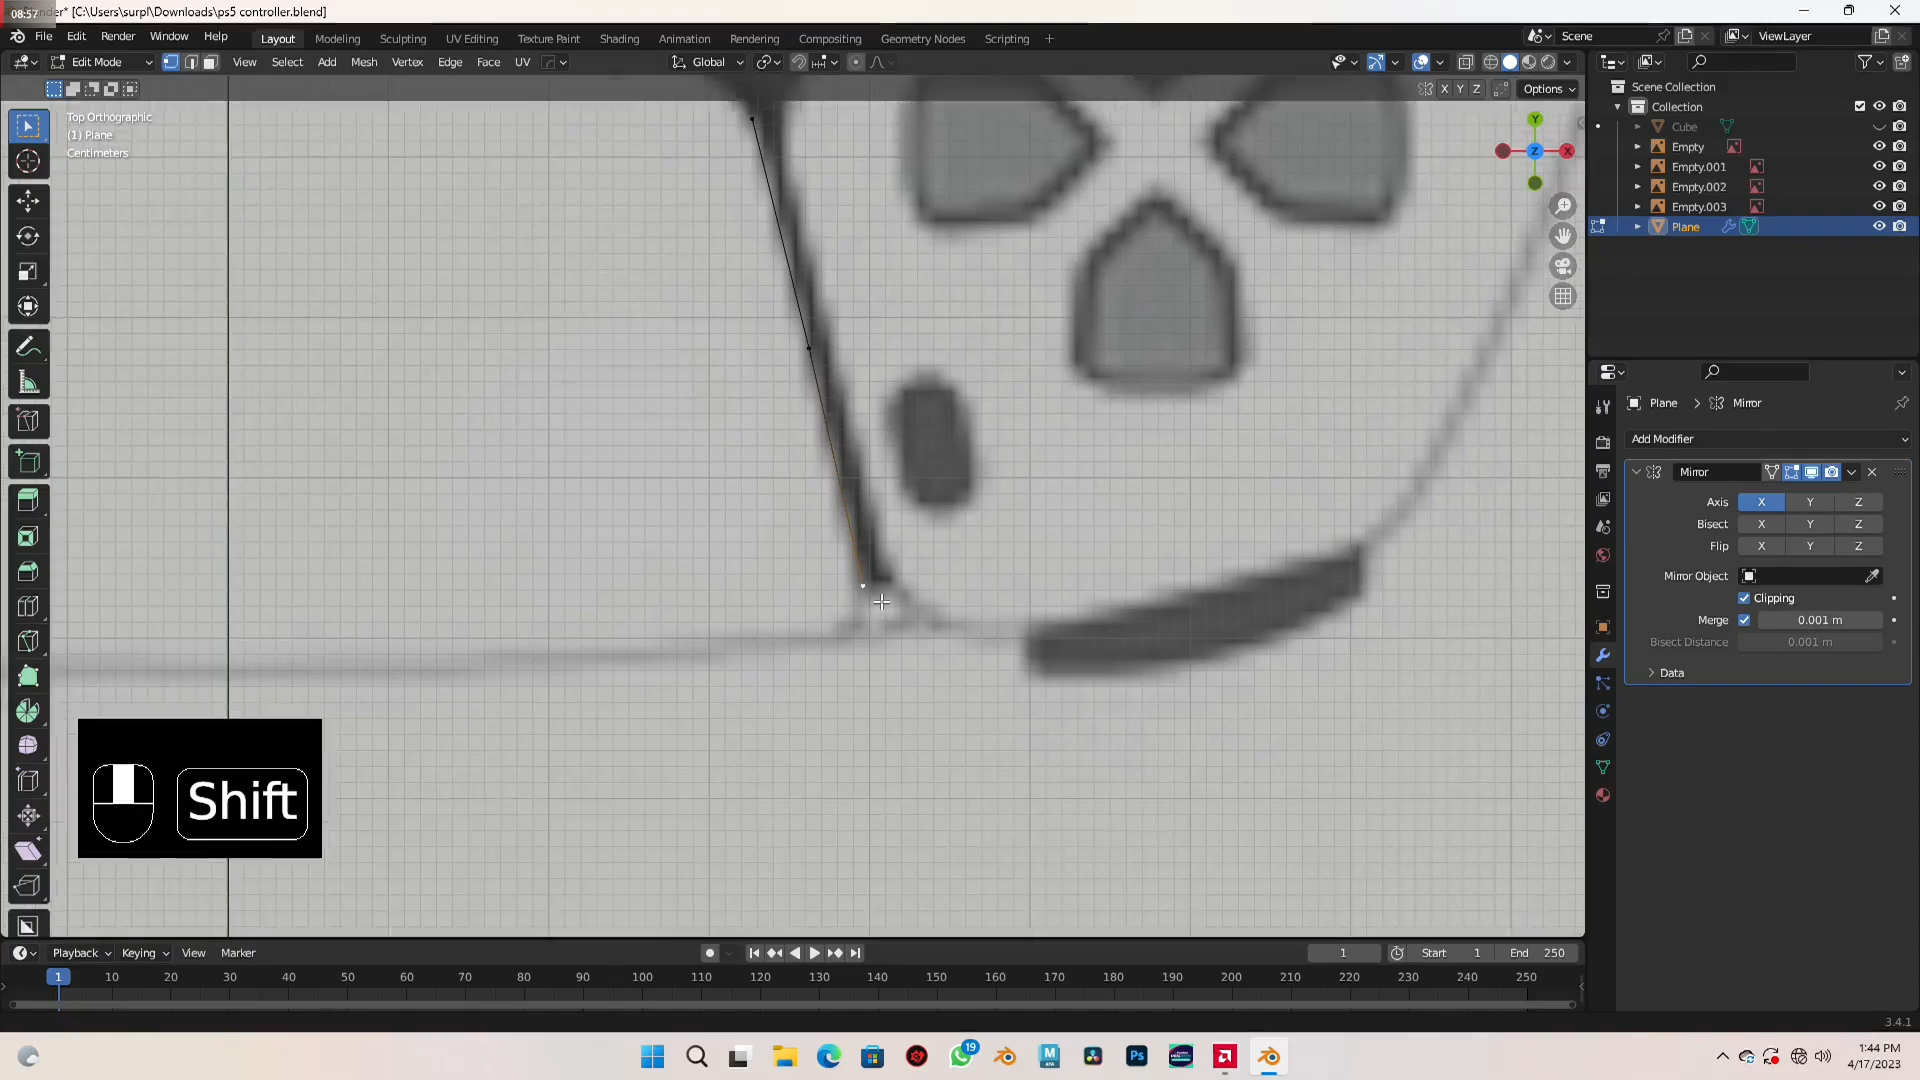 08:57
ender* [C:\Users\surpl\Downloads\ps5 controller.blend]
File Edit Render Window Help
Layout Modeling Sculpting UV Editing Texture Paint Shading Animation Rendering Compositing Geometry Nodes Scripting +
Scene
ViewLayer
Edit Mode
View Select Add Mesh Vertex Edge Face UV
Global
X Y Z
Options
Top Orthographic
(1) Plane
Centimeters
Y
X
Z
Scene Collection
Collection
Cube
Empty
Empty.001
Empty.002
Empty.003
Plane
Plane > Mirror
Add Modifier
Mirror
Axis X Y Z
Bisect X Y Z
Flip X Y Z
Mirror Object
Clipping
Merge 0.001 m
Bisect Distance 0.001 m
Data
Shift
Playback Keying View Marker
1
Start 1
End 250
1 10 20 30 40 50 60 70 80 90 100 110 120 130 140 150 160 170 180 190 200 210 220 230 240 250
3.4.1
19
M
Ps
1:44 PM
4/17/2023